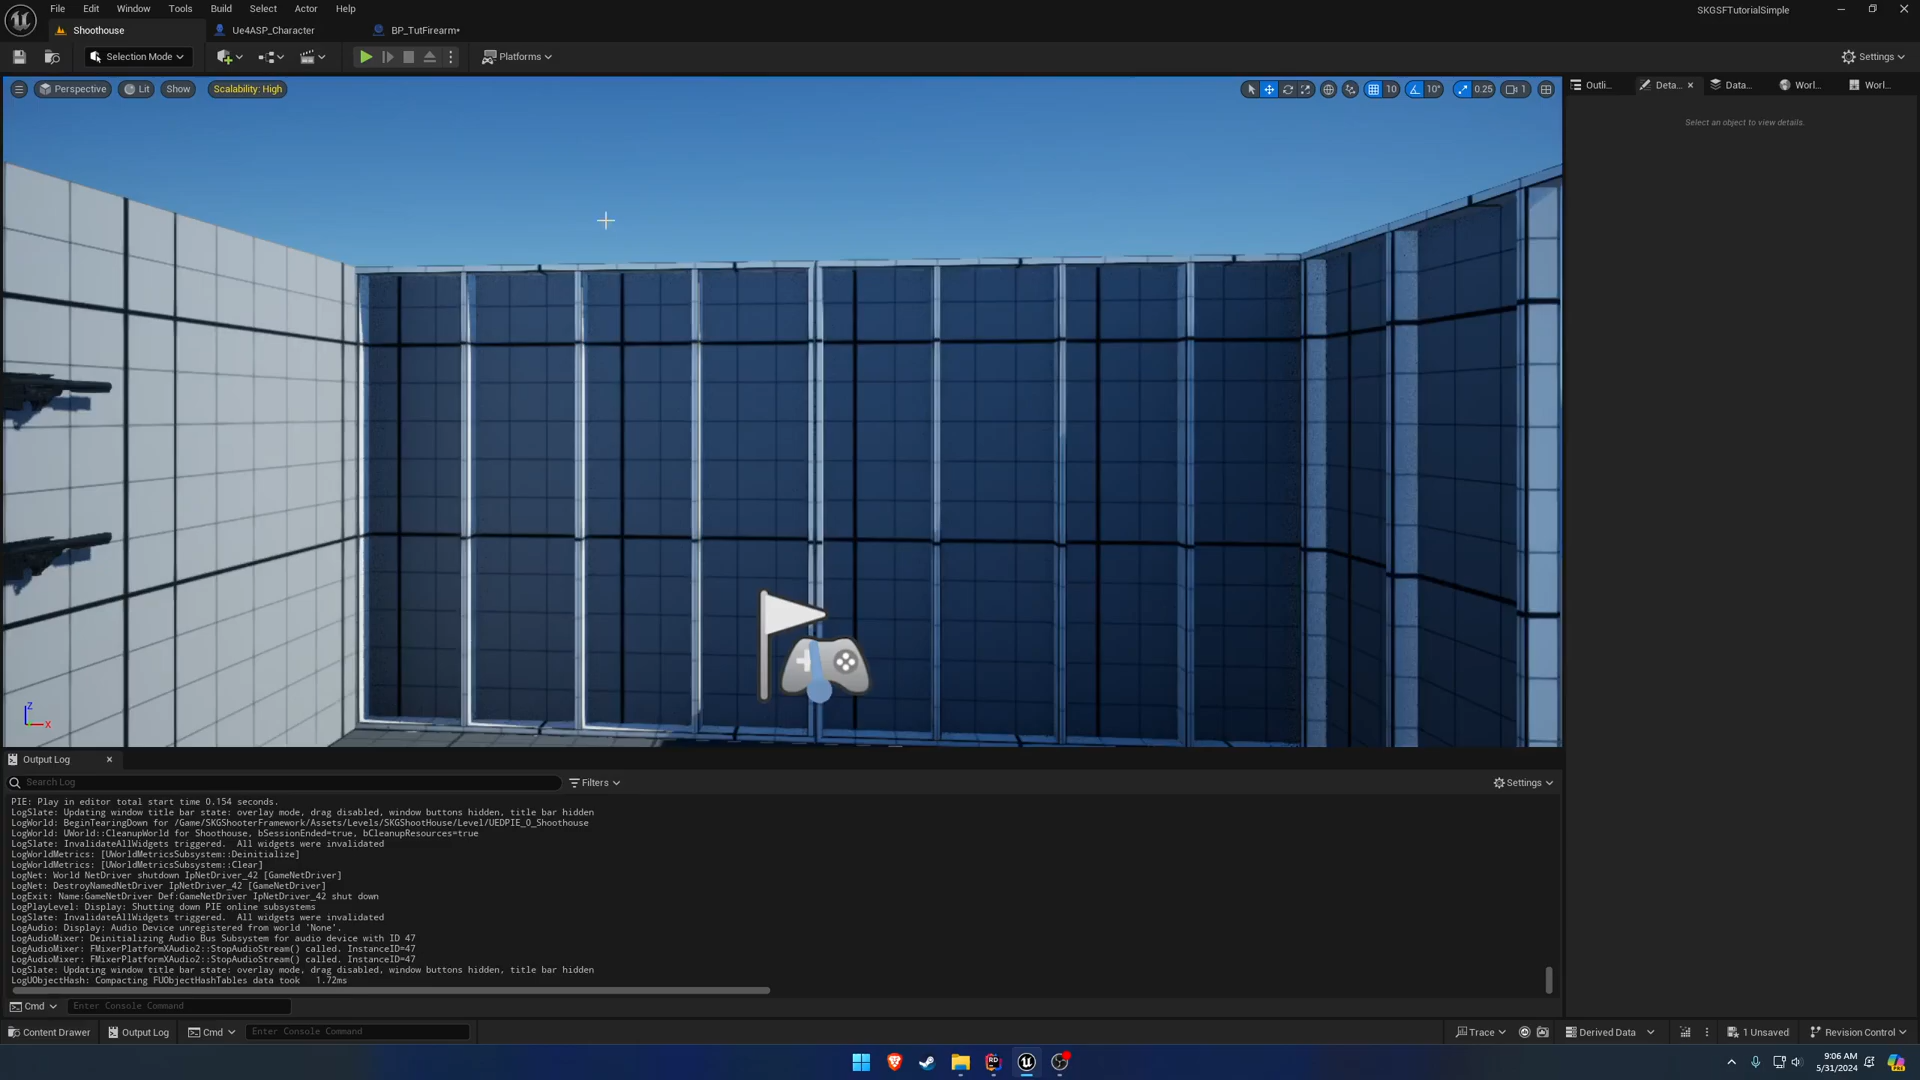 File Edit Window Tools Build Select Actor Help
SKGSFTutorialSimple
Shoothouse
Ue4ASP_Character
BP_TutFirearm*
Selection Mode
Platforms
Settings
Perspective
Lit
Show
Scalability: High
10
10°
0.25
1
Outli...
Deta...
Data...
Worl...
Worl...
Select an object to view details.
Z
X
Output Log
Search Log
Filters
Settings
PIE: Play in editor total start time 0.154 seconds.
LogSlate: Updating window title bar state: overlay mode, drag disabled, window buttons hidden, title bar hidden
LogWorld: BeginTearingDown for /Game/SKGShooterFramework/Assets/Levels/SKGShootHouse/Level/UEDPIE_0_Shoothouse
LogWorld: UWorld::CleanupWorld for Shoothouse, bSessionEnded=true, bCleanupResources=true
LogSlate: InvalidateAllWidgets triggered.  All widgets were invalidated
LogWorldMetrics: [UWorldMetricsSubsystem::Deinitialize]
LogWorldMetrics: [UWorldMetricsSubsystem::Clear]
LogNet: World NetDriver shutdown IpNetDriver_42 [GameNetDriver]
LogNet: DestroyNamedNetDriver IpNetDriver_42 [GameNetDriver]
LogExit: Name:GameNetDriver Def:GameNetDriver IpNetDriver_42 shut down
LogPlayLevel: Display: Shutting down PIE online subsystems
LogSlate: InvalidateAllWidgets triggered.  All widgets were invalidated
LogAudio: Display: Audio Device unregistered from world 'None'.
LogAudioMixer: Deinitializing Audio Bus Subsystem for audio device with ID 47
LogAudioMixer: FMixerPlatformXAudio2::StopAudioStream() called. InstanceID=47
LogAudioMixer: FMixerPlatformXAudio2::StopAudioStream() called. InstanceID=47
LogSlate: Updating window title bar state: overlay mode, drag disabled, window buttons hidden, title bar hidden
LogUObjectHash: Compacting FUObjectHashTables data took   1.72ms
Cmd
Enter Console Command
Content Drawer
Output Log
Cmd
Enter Console Command
Trace
Derived Data
1 Unsaved
Revision Control
9:06 AM
5/31/2024